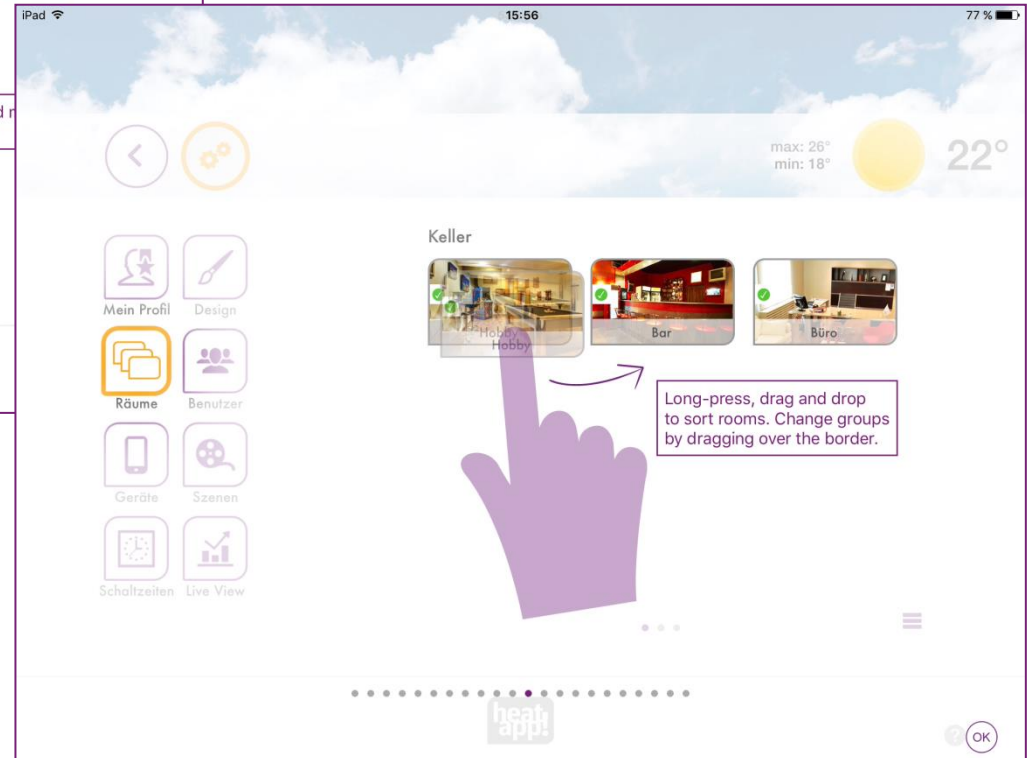 iPad
15:56
77 %
max: 26°
min: 18°
22°
Keller
Mein Profil
Design
Hobby
Hobby
Bar
Büro
Räume
Benutzer
Long-press, drag and drop
to sort rooms. Change groups
by dragging over the border.
Geräte
Szenen
Schaltzeiten
Live View
heat
app!
?
OK